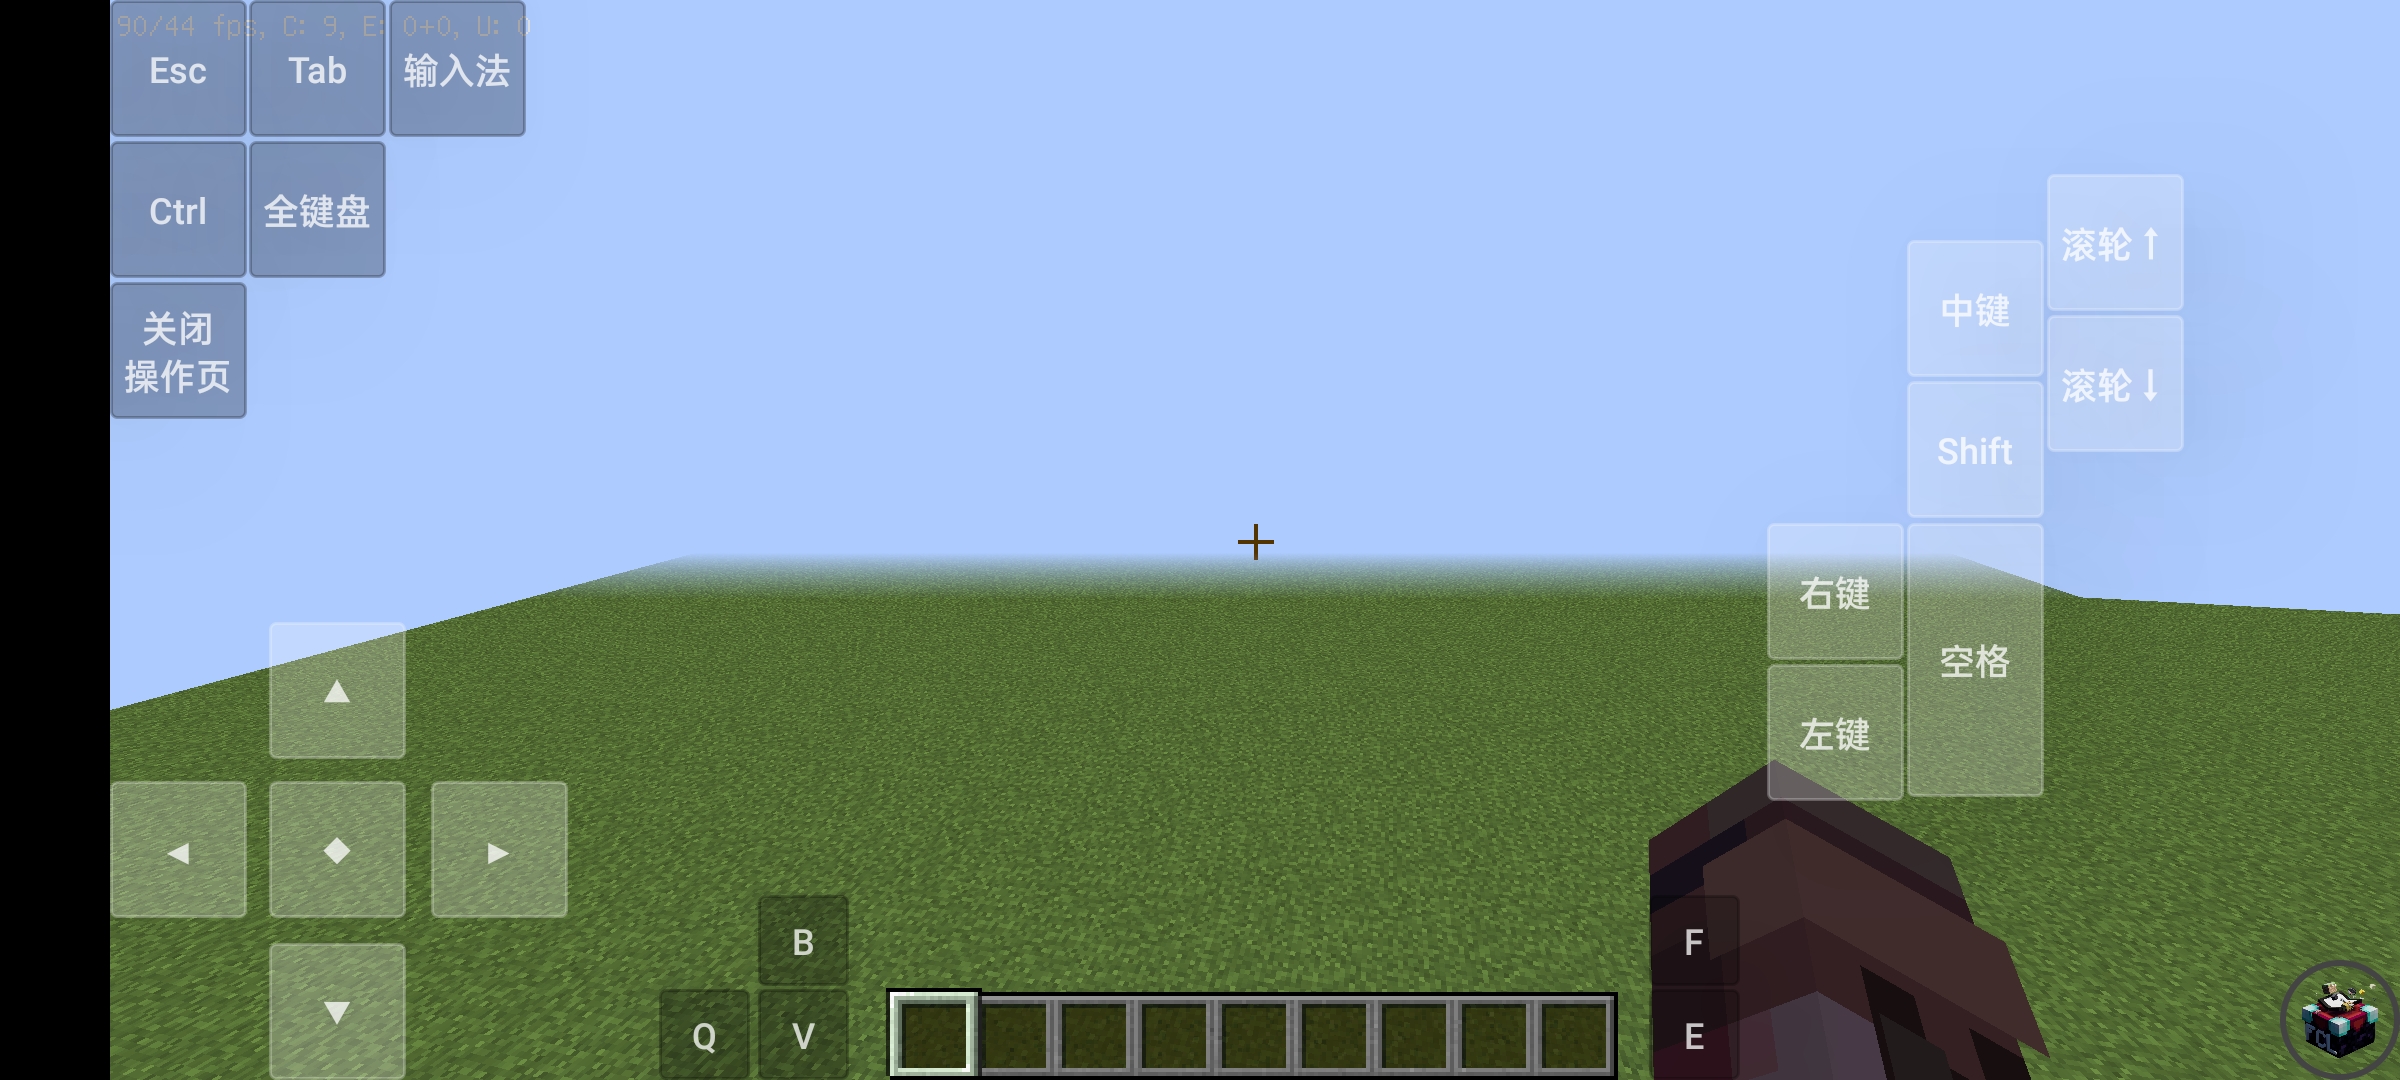 90/44 fps, C: 9, E: 0+0, U: 0
Esc
Tab
输入法
Ctrl
全键盘
关闭
操作页
滚轮↑
中键
滚轮↓
Shift
右键
空格
左键
▲
◀
◆
▶
▼
B
Q
V
F
E
FCL